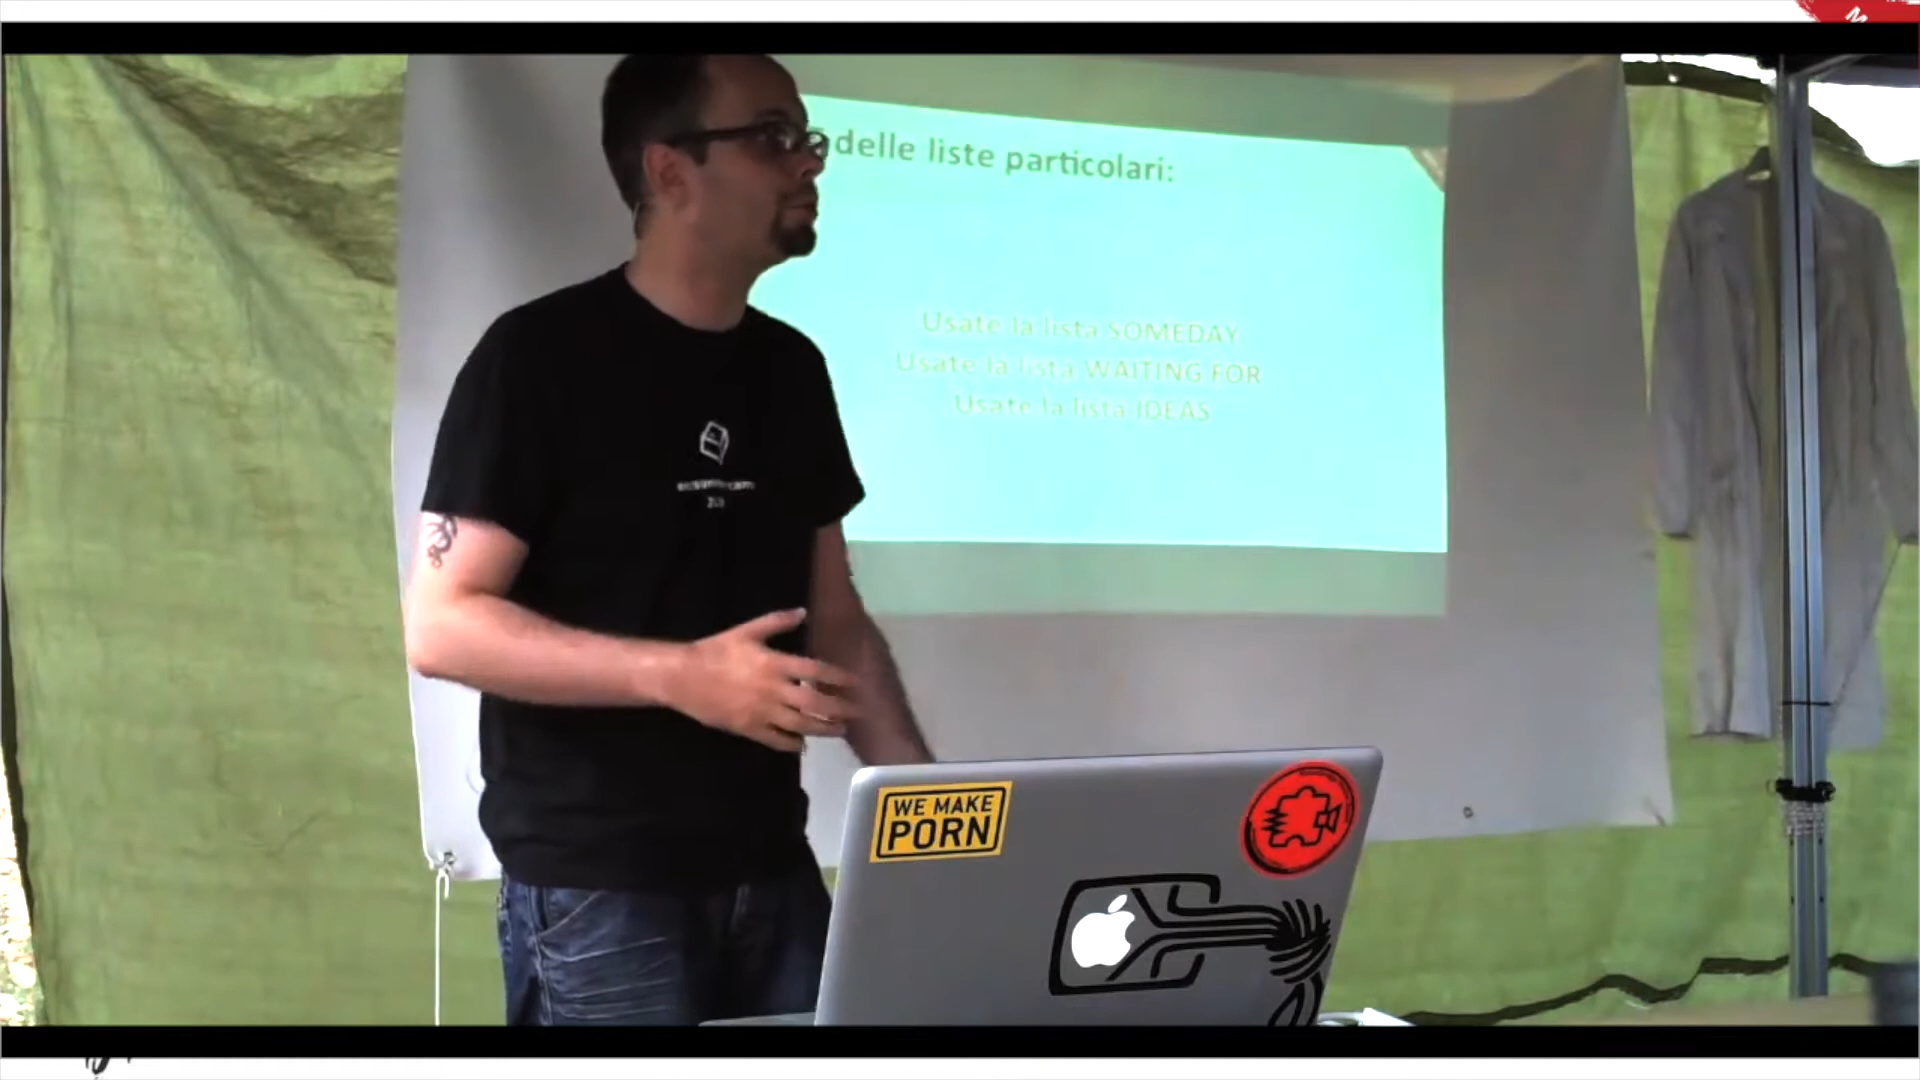 delle liste particolari:
Usate la lista SOMEDAY
Usate la lista WAITING FOR
Usate la lista IDEAS
WE MAKE
PORN